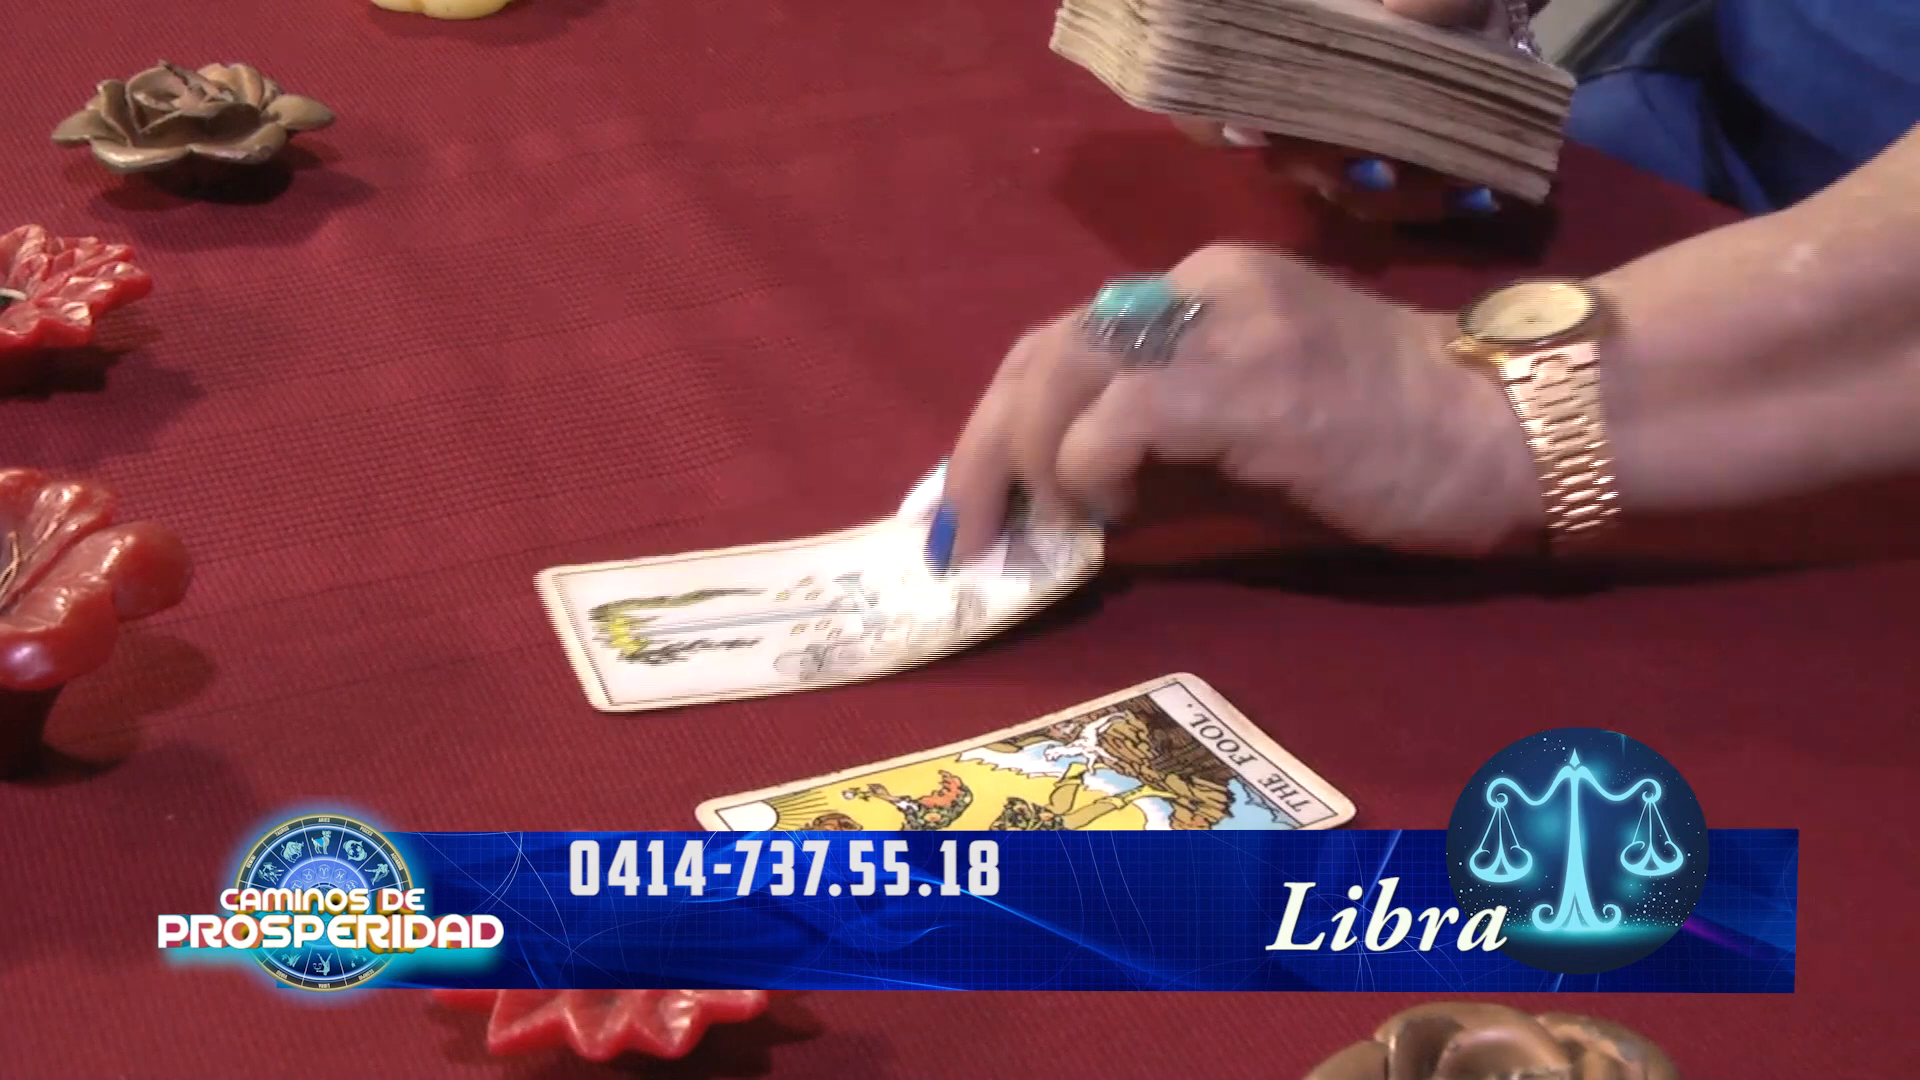 THE FOOL.
0414-737.55.18
CAMINOS DE
PROSPERIDAD
Libra